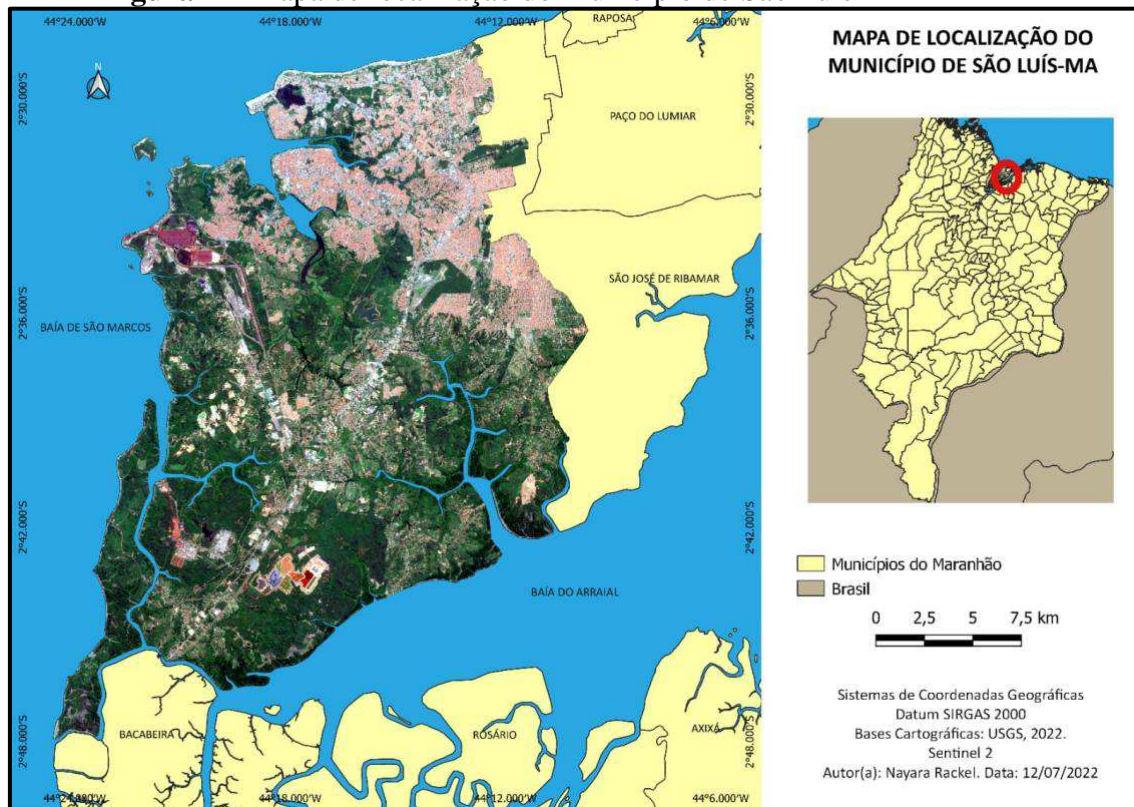 44°24.000'W
44°18.000'W
44°12.000'W
44°6.000'W
RAPOSA
N
2°30.000'S
2°30.000'S
PAÇO DO LUMIAR
SÃO JOSÉ DE RIBAMAR
BAÍA DE SÃO MARCOS
2°36.000'S
2°36.000'S
2°42.000'S
2°42.000'S
BAÍA DO ARRAIAL
BACABEIRA
ROSÁRIO
AXIXÁ
2°48.000'S
2°48.000'S
44°24.000'W
44°18.000'W
44°12.000'W
44°6.000'W
MAPA DE LOCALIZAÇÃO DO
MUNICÍPIO DE SÃO LUÍS-MA
Municípios do Maranhão
Brasil
0 2,5 5 7,5 km
Sistemas de Coordenadas Geográficas
Datum SIRGAS 2000
Bases Cartográficas: USGS, 2022.
Sentinel 2
Autor(a): Nayara Rackel. Data: 12/07/2022